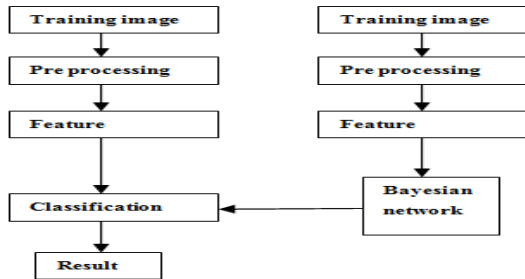 Training image
Pre processing
Feature
Classification
Result
Training image
Pre processing
Feature
Bayesian
network